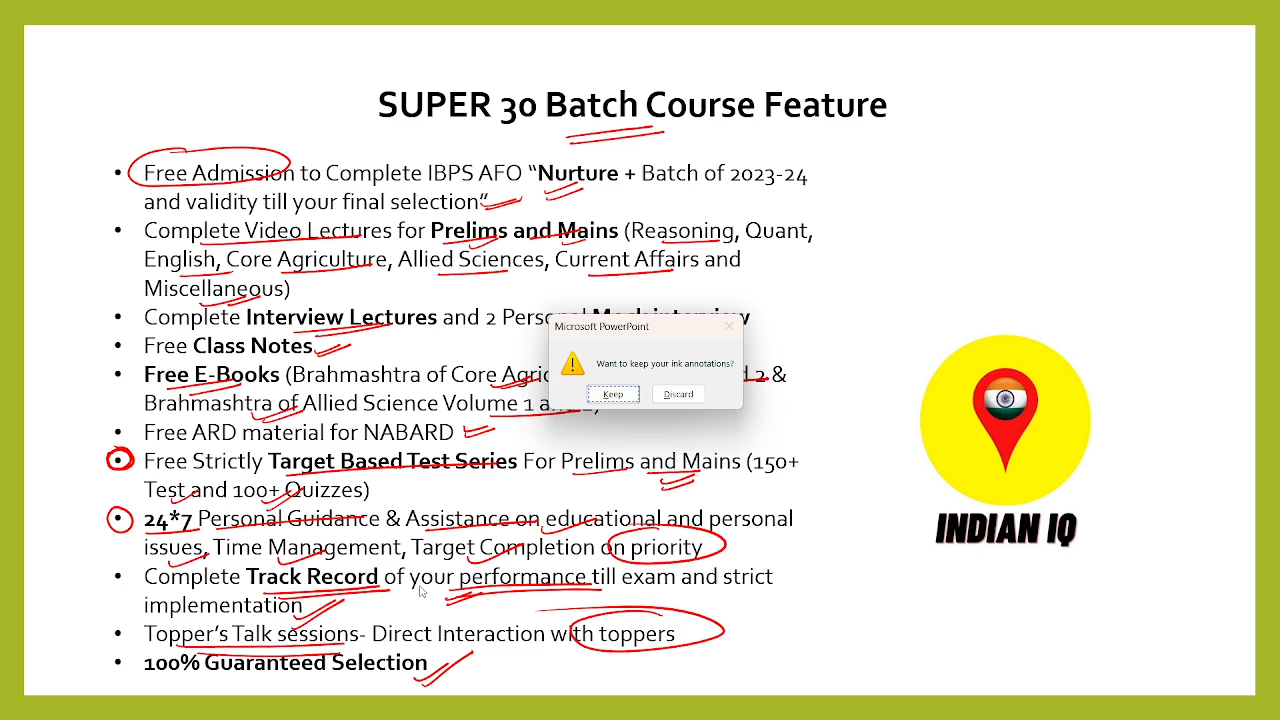 SUPER 30 Batch Course Feature
• Free Admission to Complete IBPS AFO “Nurture + Batch of 2023-24
and validity till your final selection”
• Complete Video Lectures for Prelims and Mains (Reasoning, Quant,
English, Core Agriculture, Allied Sciences, Current Affairs and
Miscellaneous)
• Complete Interview Lectures and 2 Personal Mock interview
• Free Class Notes
• Free E-Books (Brahmashtra of Core 2 &
Brahmashtra of Allied Science Volume 1 and
• Free ARD material for NABARD
• Free Strictly Target Based Test Series For Prelims and Mains (150+
Test and 100+ Quizzes)
• 24*7 Personal Guidance & Assistance on educational and personal
issues, Time Management, Target Completion on priority
• Complete Track Record of your performance till exam and strict
implementation
• Topper’s Talk sessions- Direct Interaction with toppers
• 100% Guaranteed Selection
Microsoft PowerPoint
Want to keep your ink annotations?
Keep Discard
INDIAN IQ